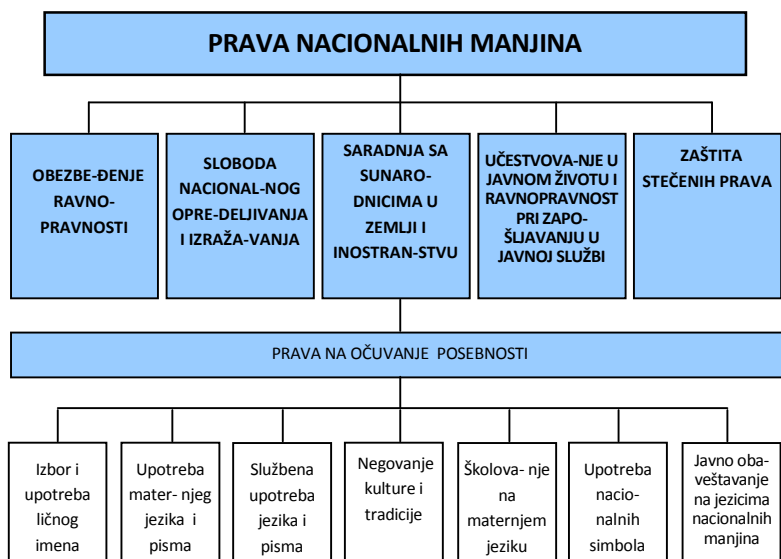 PRAVA NACIONALNIH MANJINA
OBEZBE-ĐENJE
RAVNO-
PRAVNOSTI
SLOBODA
NACIONAL-NOG
OPRE-DELJIVANJA
I IZRAŽA-VANJA
SARADNJA SA
SUNARO-
DNICIMA U
ZEMLJI I
INOSTRAN-STVU
UČESTVOVA-NJE U
JAVNOM ŽIVOTU I
RAVNOPRAVNOST
PRI ZAPO-
ŠLJAVANJU U
JAVNOJ SLUŽBI
ZAŠTITA
STEČENIH PRAVA
PRAVA NA OČUVANJE POSEBNOSTI
Izbor i
upotreba
ličnog
imena
Upotreba
mater- njeg
jezika i
pisma
Službena
upotreba
jezika i
pisma
Negovanje
kulture i
tradicije
Školova- nje
na
maternjem
jeziku
Upotreba
nacio-
nalnih
simbola
Javno oba-
veštavanje
na jezicima
nacionalnih
manjina